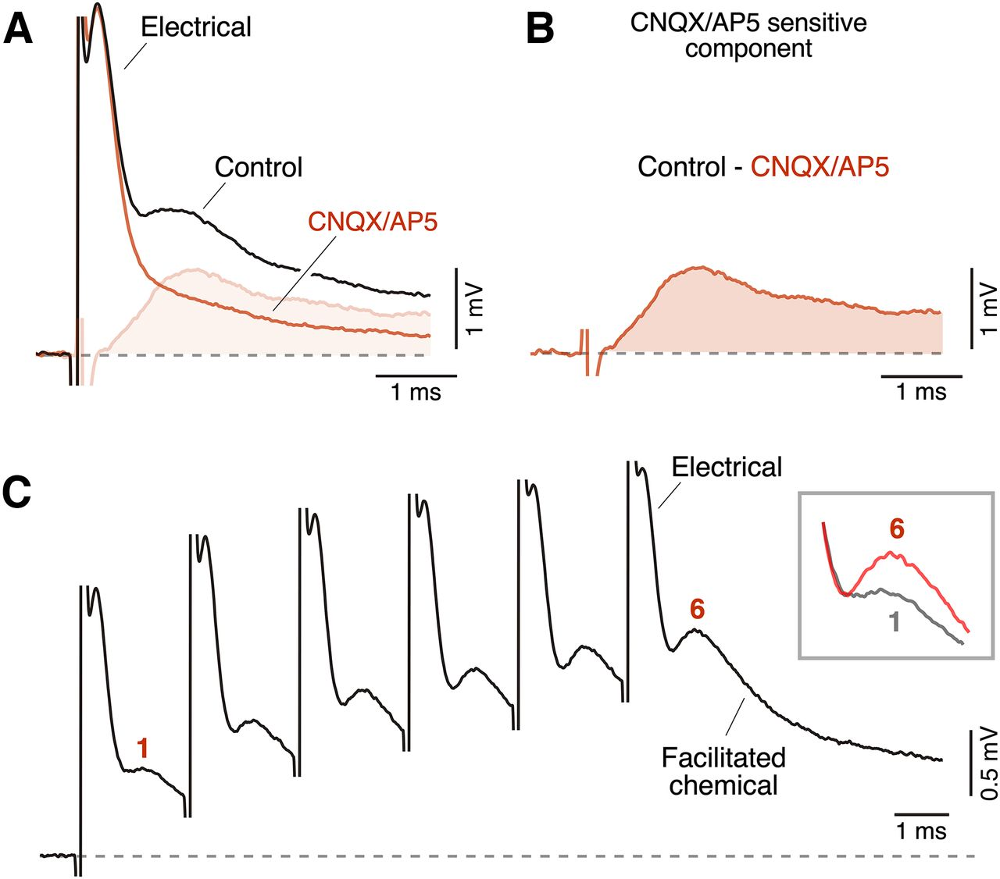 A
Electrical
Control
CNQX/AP5
1 mV
1 ms
B
CNQX/AP5 sensitive
component
Control - CNQX/AP5
1 mV
1 ms
C
1
Electrical
6
Facilitated
chemical
6
1
0.5 mV
1 ms